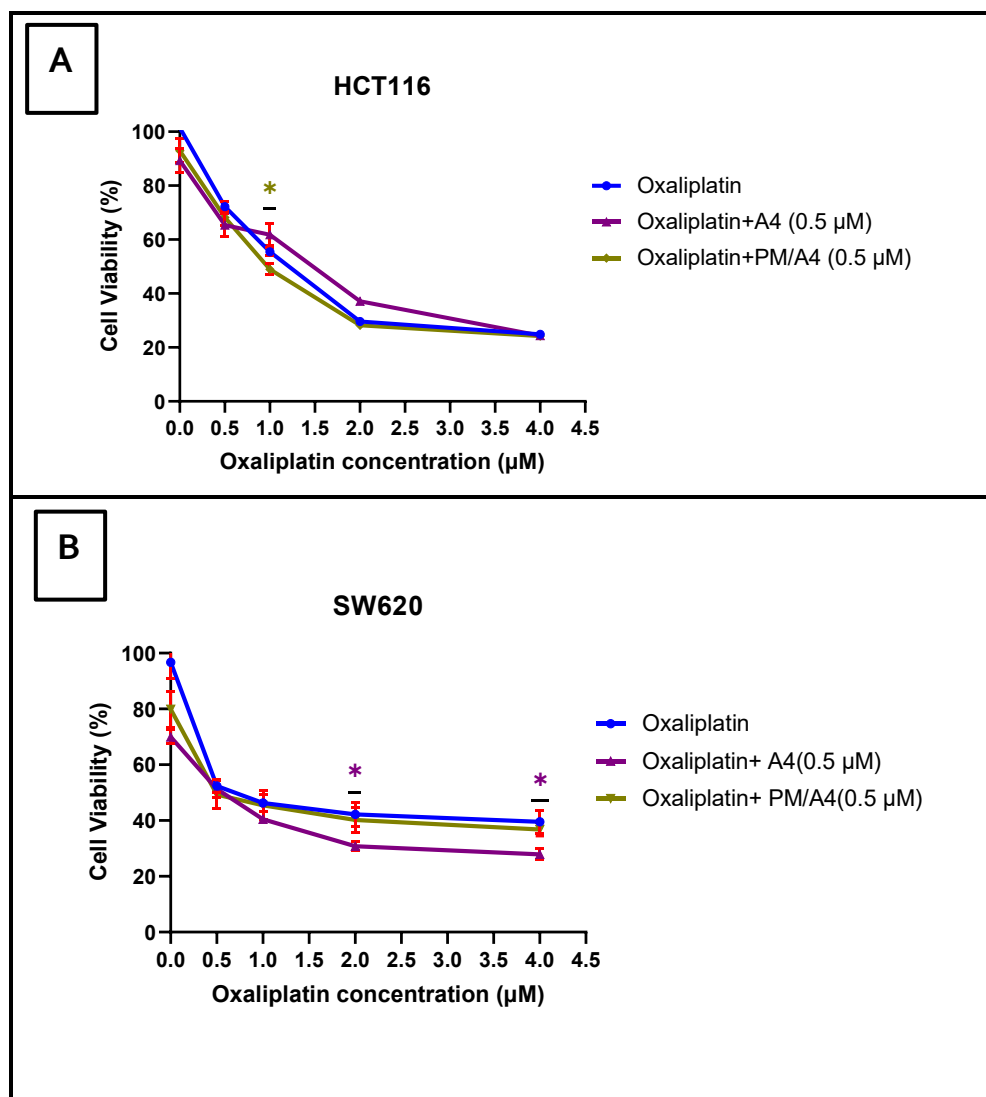 A
HCT116
100
80
60
40
20
0
Cell Viability (%)
*
0.0 0.5 1.0 1.5 2.0 2.5 3.0 3.5 4.0 4.5
Oxaliplatin concentration (µM)
Oxaliplatin
Oxaliplatin+A4 (0.5 µM)
Oxaliplatin+PM/A4 (0.5 µM)
B
SW620
100
80
60
40
20
0
Cell Viability (%)
* *
0.0 0.5 1.0 1.5 2.0 2.5 3.0 3.5 4.0 4.5
Oxaliplatin concentration (µM)
Oxaliplatin
Oxaliplatin+ A4(0.5 µM)
Oxaliplatin+ PM/A4(0.5 µM)